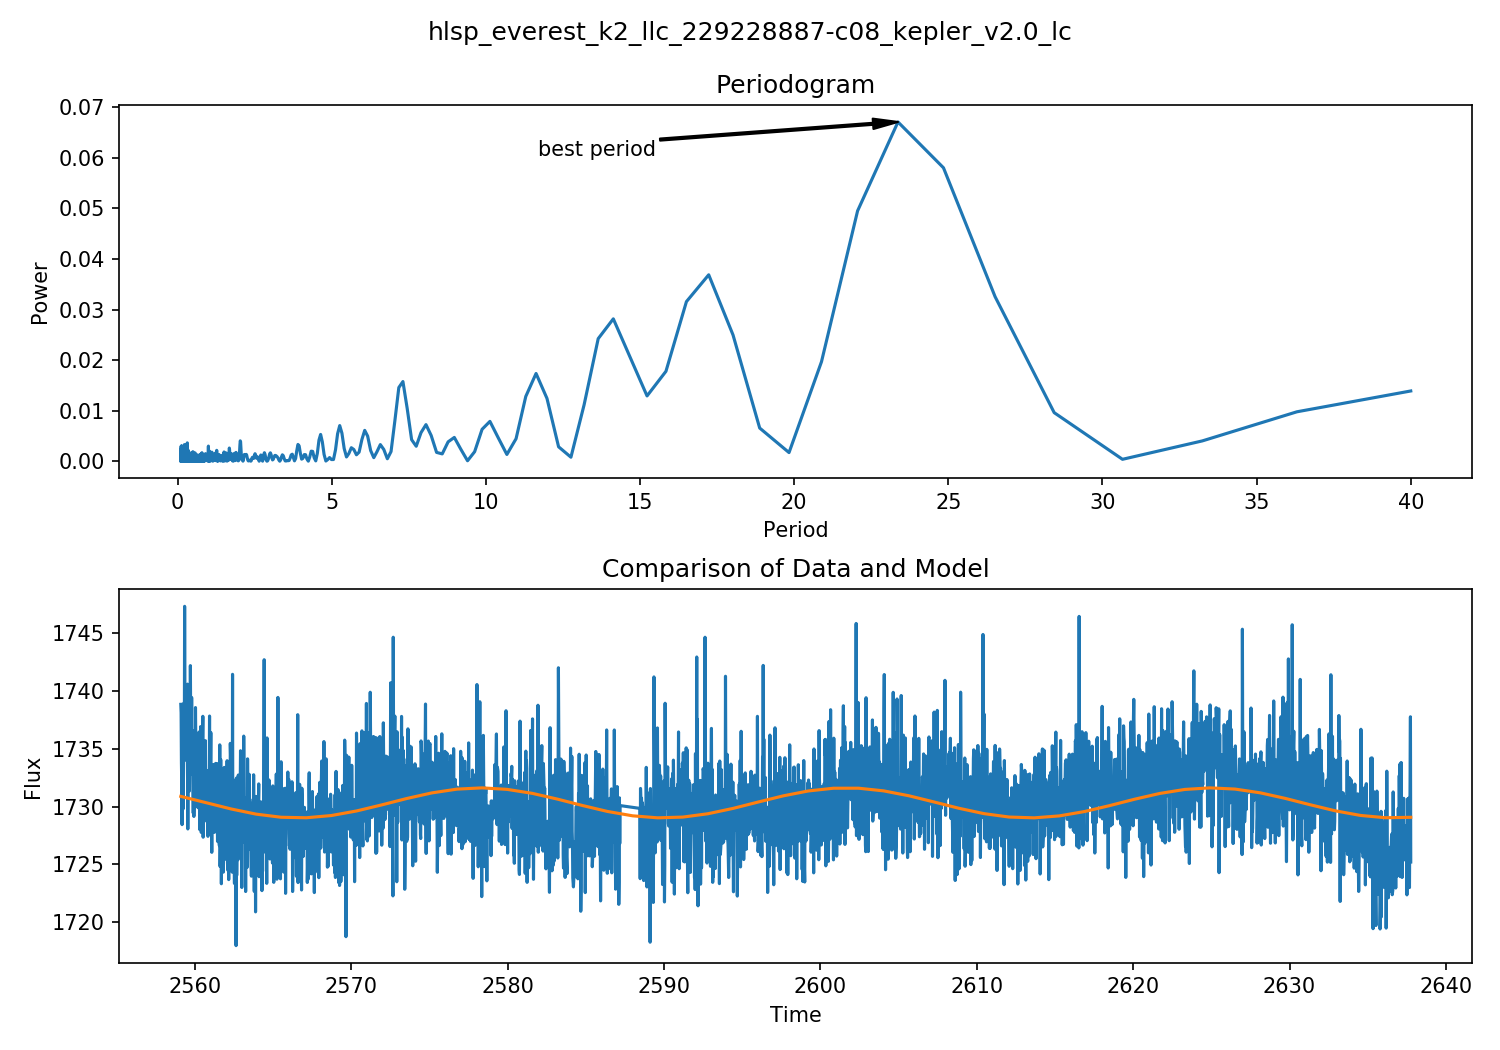 hlsp_everest_k2_llc_229228887-c08_kepler_v2.0_lc
Periodogram
0.07
0.06
0.05
0.04
0.03
0.02
0.01
0.00
Power
best period
0 5 10 15 20 25 30 35 40
Period
Comparison of Data and Model
1745
1740
1735
1730
1725
1720
Flux
2560 2570 2580 2590 2600 2610 2620 2630 2640
Time